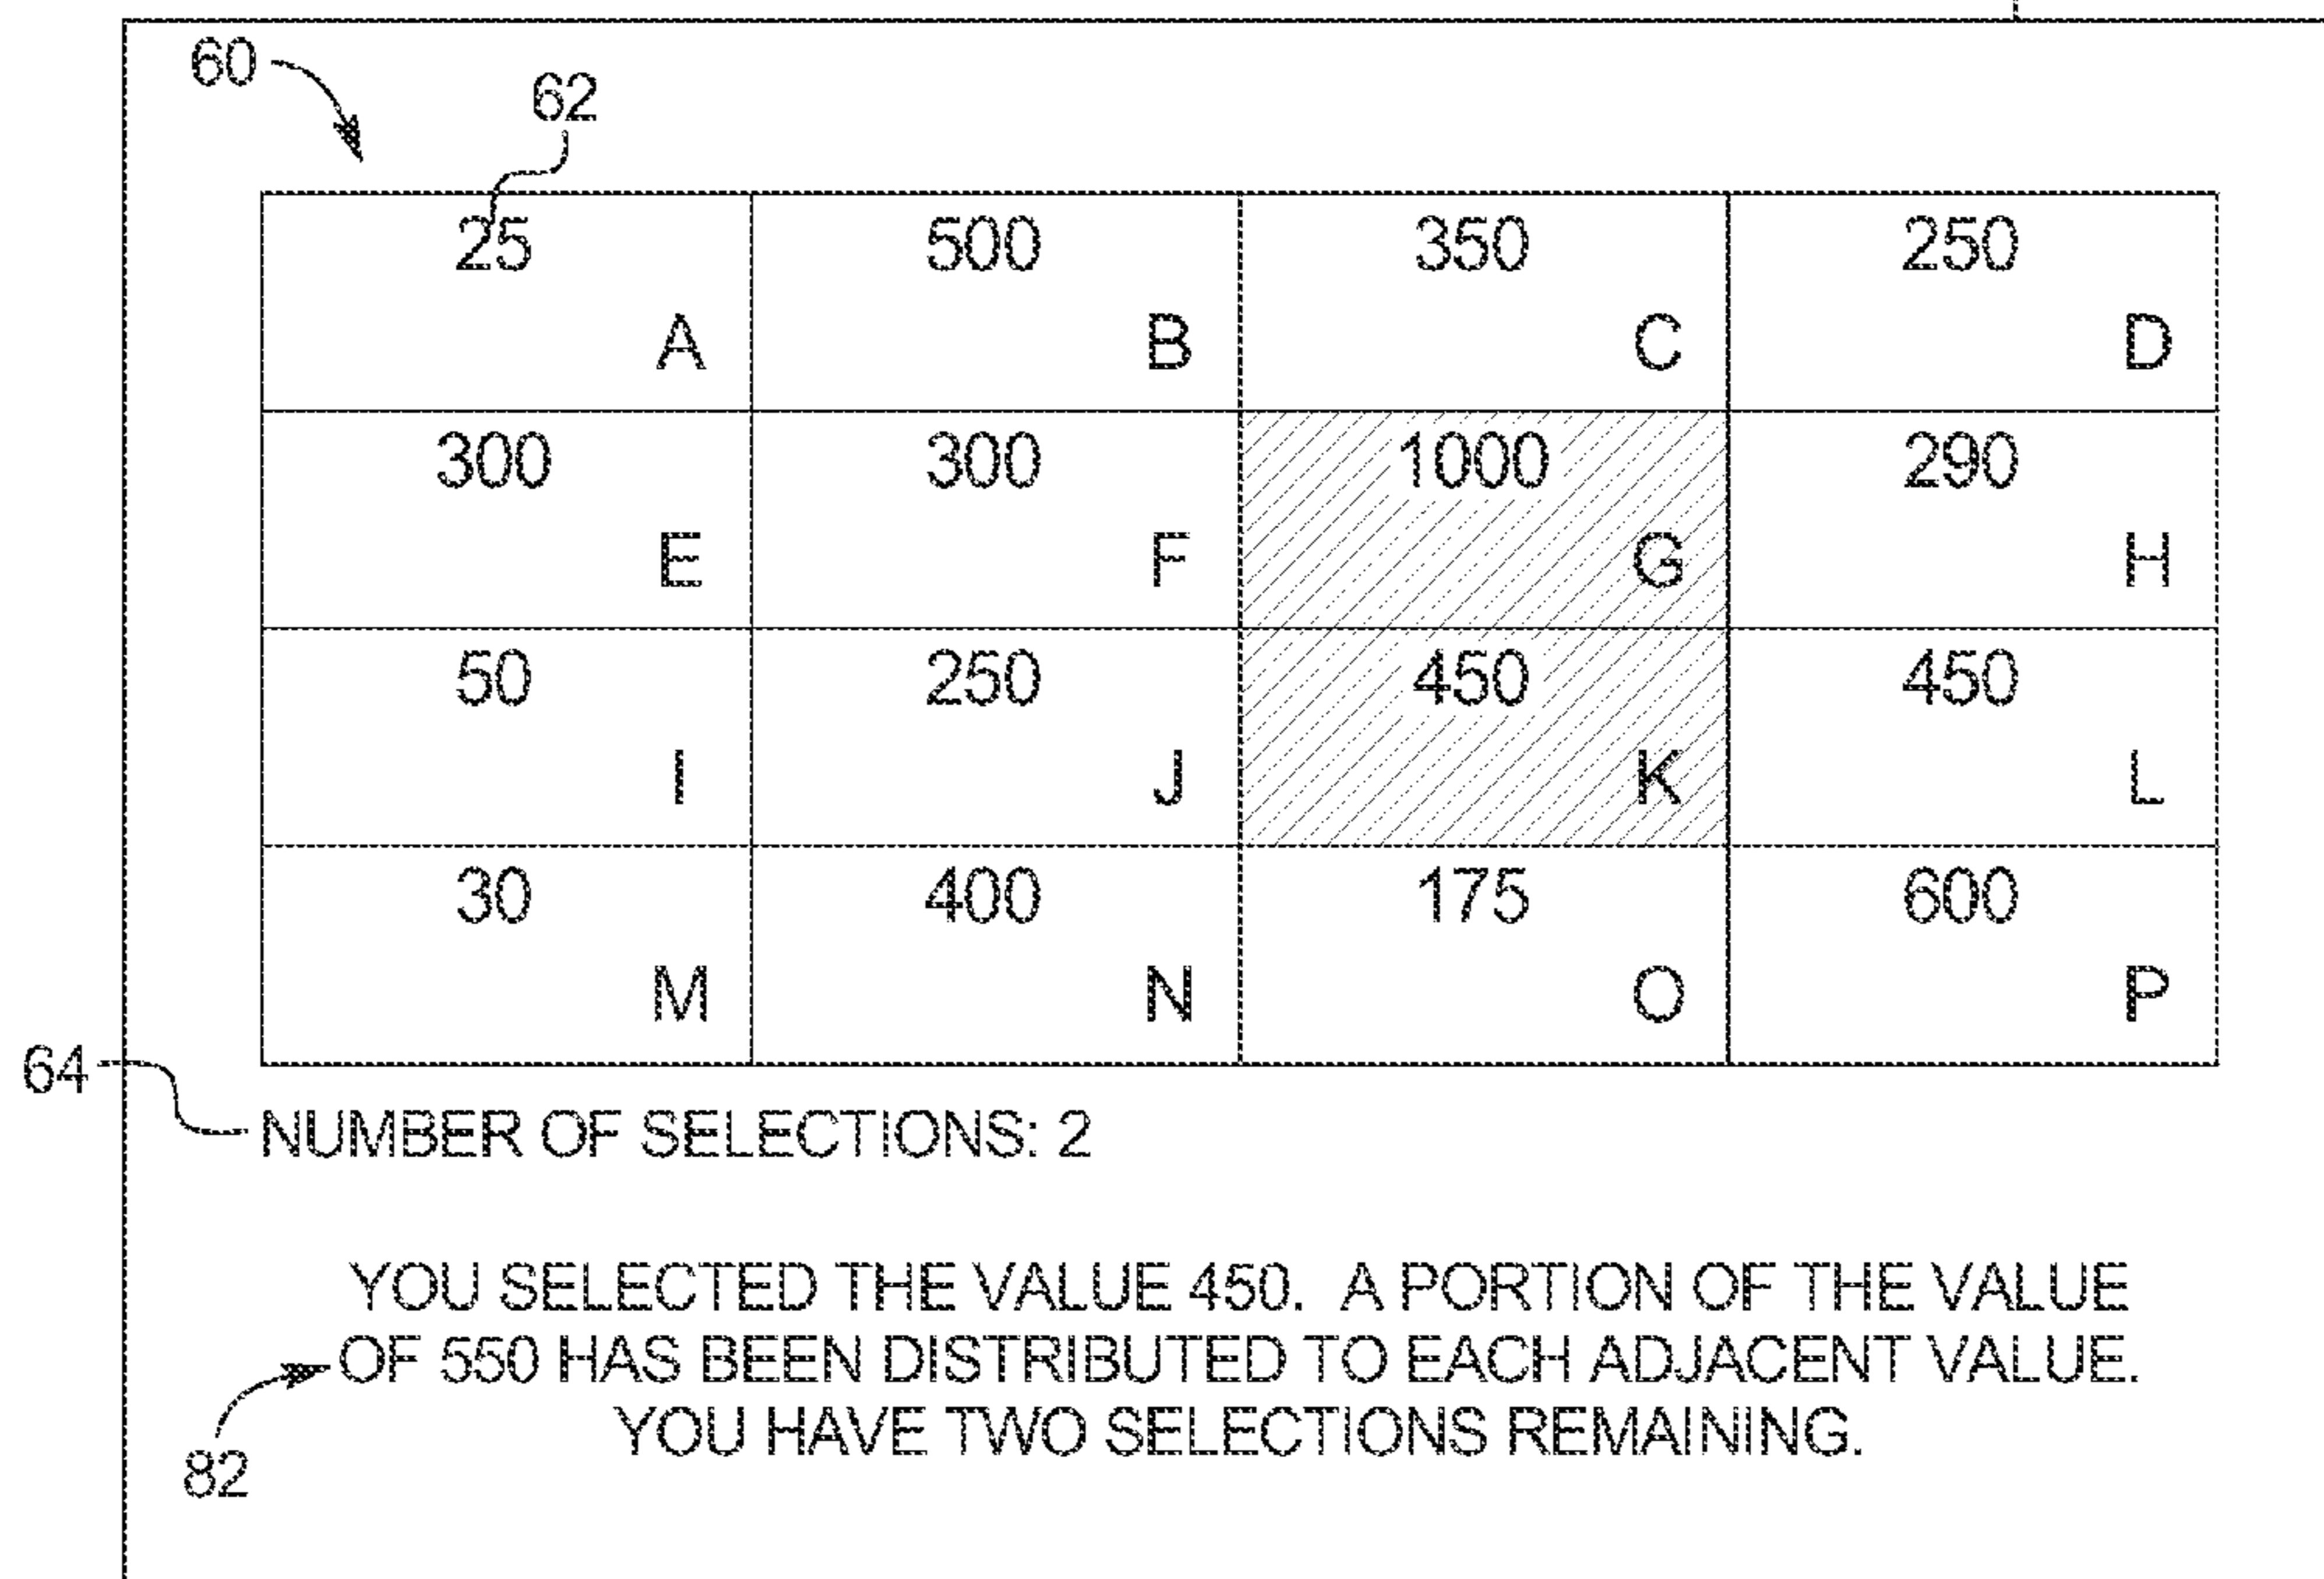 60
62
25 500 350 250
A B C D
300 300 1000 290
E F G H
50 250 450 450
I J K L
30 400 175 600
M N O P
64
NUMBER OF SELECTIONS: 2
YOU SELECTED THE VALUE 450. A PORTION OF THE VALUE
OF 550 HAS BEEN DISTRIBUTED TO EACH ADJACENT VALUE.
YOU HAVE TWO SELECTIONS REMAINING.
82